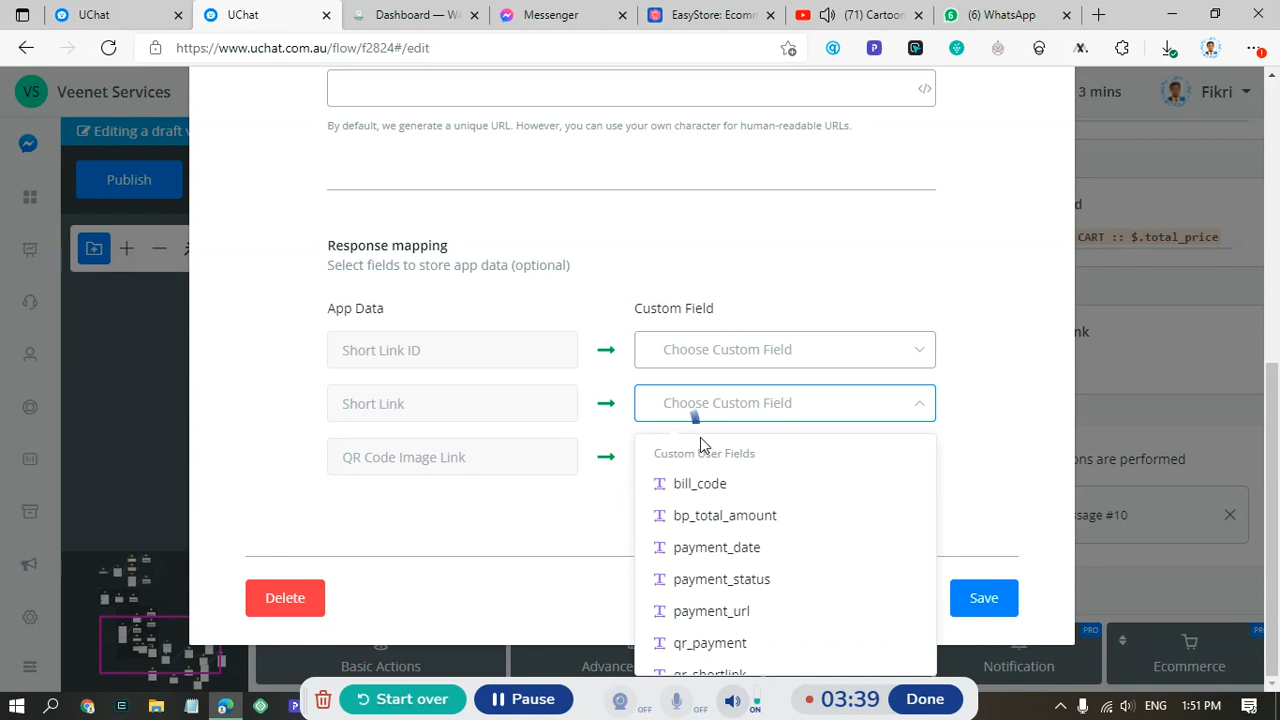 UChat
UChat
Dashboard — WA
Messenger
EasyStore Ecomm
(71) Cartoon
(6) WhatsApp
https://www.uchat.com.au/flow/f2824#/edit
VS
Veenet Services
3 mins
Fikri
Editing a draft v
Publish
By default, we generate a unique URL. However, you can use your own character for human-readable URLs.
CART :: $.total_price
Response mapping
Select fields to store app data (optional)
App Data
Custom Field
Short Link ID
Choose Custom Field
Short Link
Choose Custom Field
QR Code Image Link
Custom User Fields
bill_code
bp_total_amount
payment_date
payment_status
payment_url
qr_payment
qr_shortlink
ons are performed
ssage #10
Delete
Save
Basic Actions
Advance
PRO
Notification
PRO
Ecommerce
Start over
Pause
OFF
OFF
ON
03:39
Done
ENG
1:51 PM